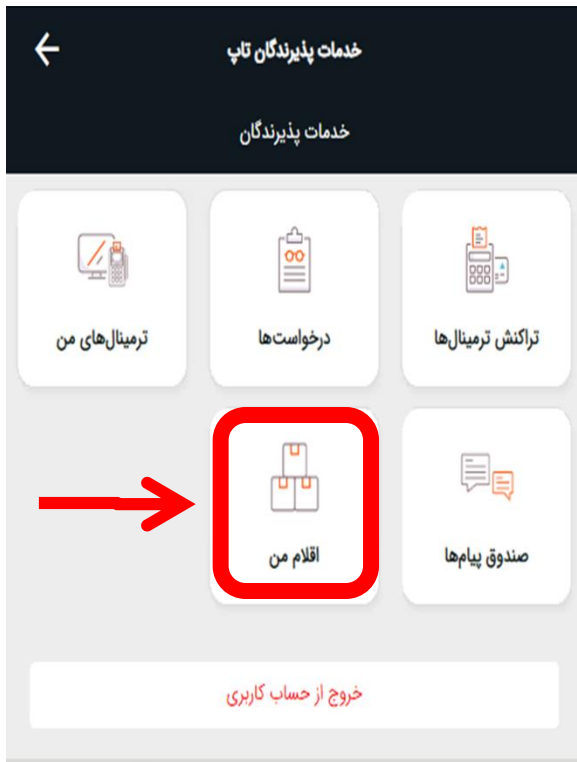 خدمات پذیرندگان تاپ
خدمات پذیرندگان
تراکنش ترمینال‌ها
درخواست‌ها
ترمینال‌های من
صندوق پیام‌ها
اقلام من
خروج از حساب کاربری